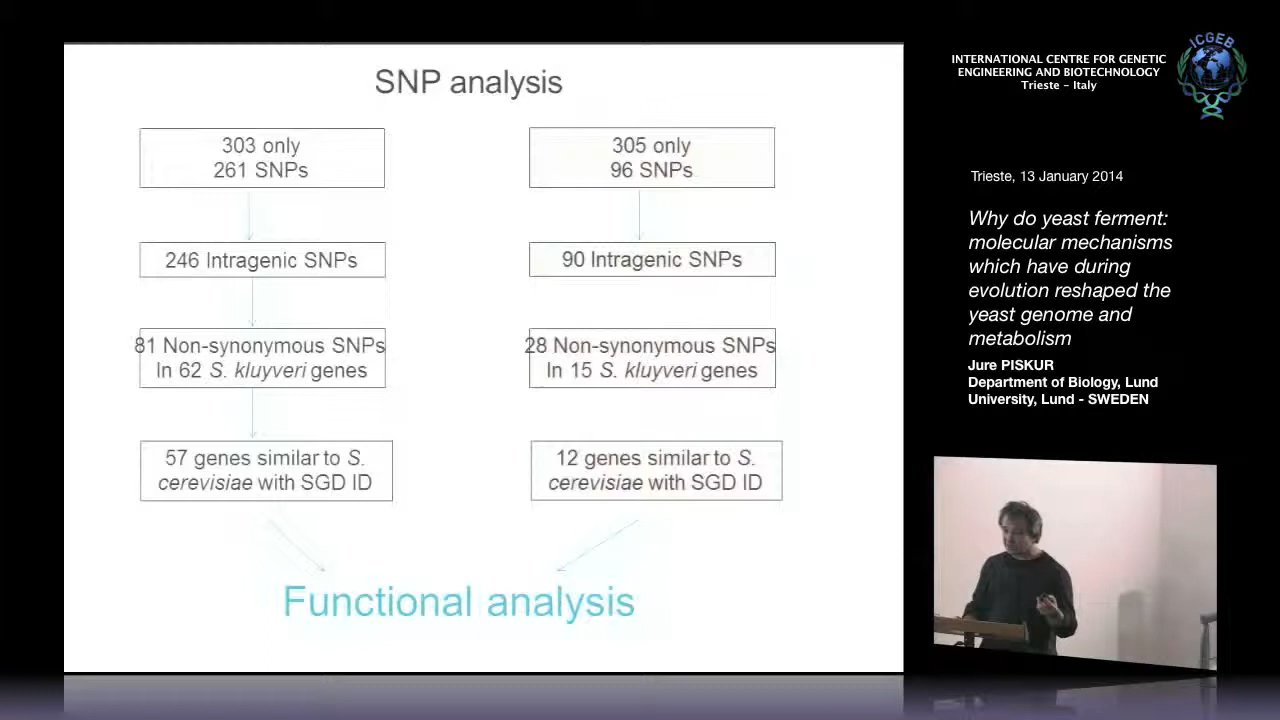 SNP analysis
303 only
261 SNPs
305 only
96 SNPs
246 Intragenic SNPs
90 Intragenic SNPs
81 Non-synonymous SNPs
In 62 S. kluyveri genes
28 Non-synonymous SNPs
In 15 S. kluyveri genes
57 genes similar to S.
cerevisiae with SGD ID
12 genes similar to S.
cerevisiae with SGD ID
Functional analysis
INTERNATIONAL CENTRE FOR GENETIC
ENGINEERING AND BIOTECHNOLOGY
Trieste – Italy
ICGEB
Trieste, 13 January 2014
Why do yeast ferment:
molecular mechanisms
which have during
evolution reshaped the
yeast genome and
metabolism
Jure PISKUR
Department of Biology, Lund
University, Lund - SWEDEN